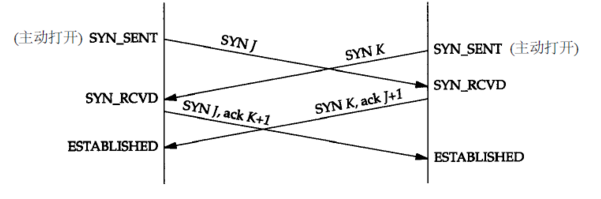 (主动打开) SYN_SENT
SYN J
SYN K
SYN_SENT (主动打开)
SYN_RCVD
SYN_RCVD
SYN J, ack K+1
SYN K, ack J+1
ESTABLISHED
ESTABLISHED